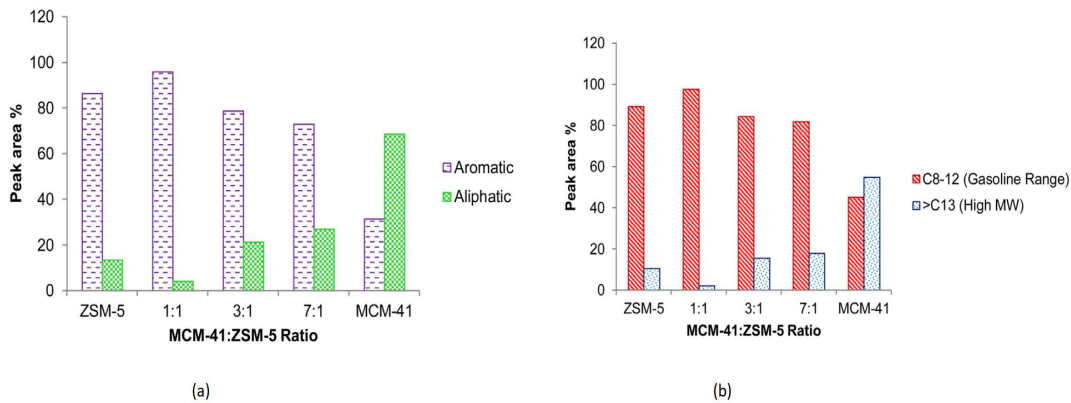 120
100
80
60
40
20
0
Peak area %
ZSM-5 1:1 3:1 7:1 MCM-41
MCM-41:ZSM-5 Ratio
Aromatic
Aliphatic
(a)
120
100
80
60
40
20
0
Peak area %
ZSM-5 1:1 3:1 7:1 MCM-41
MCM-41:ZSM-5 Ratio
C8-12 (Gasoline Range)
>C13 (High MW)
(b)